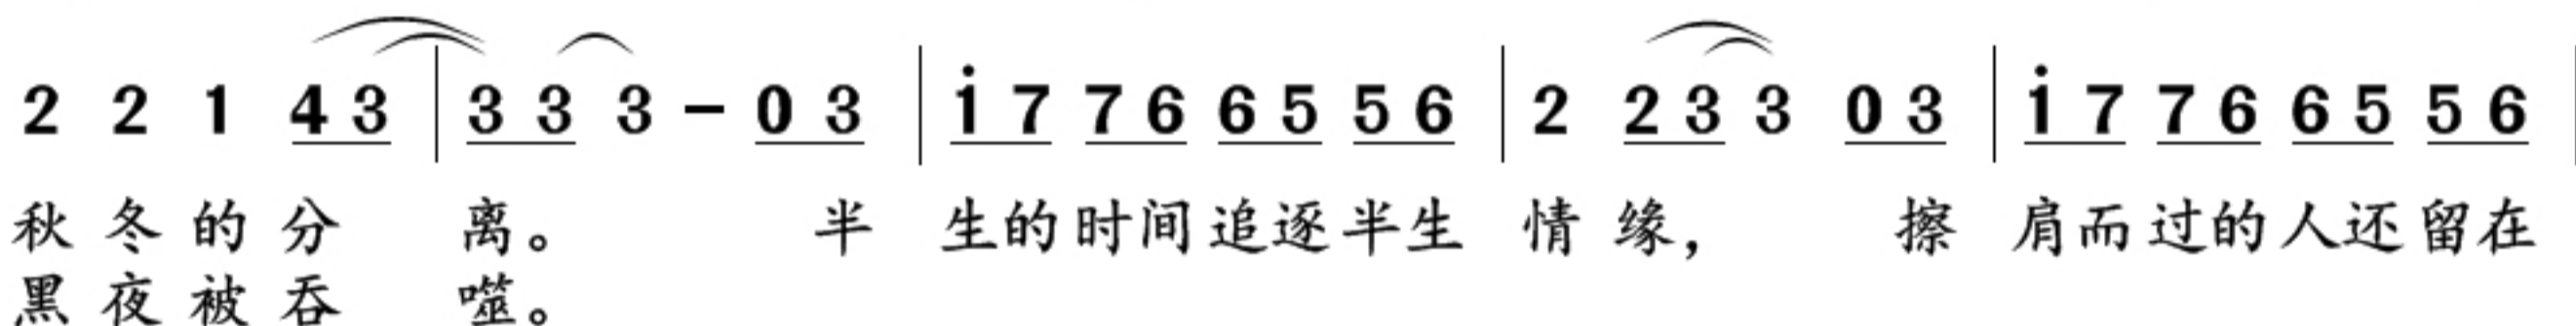 2 2 1 4 3 | 3 3 3 – 0 3 | i 7 7 6 6 5 5 6 | 2 2 3 3 0 3 | i 7 7 6 6 5 5 6 |
秋冬的分 离。 半 生的时间追逐半生 情缘， 擦 肩而过的人还留在
黑夜被吞 噬。